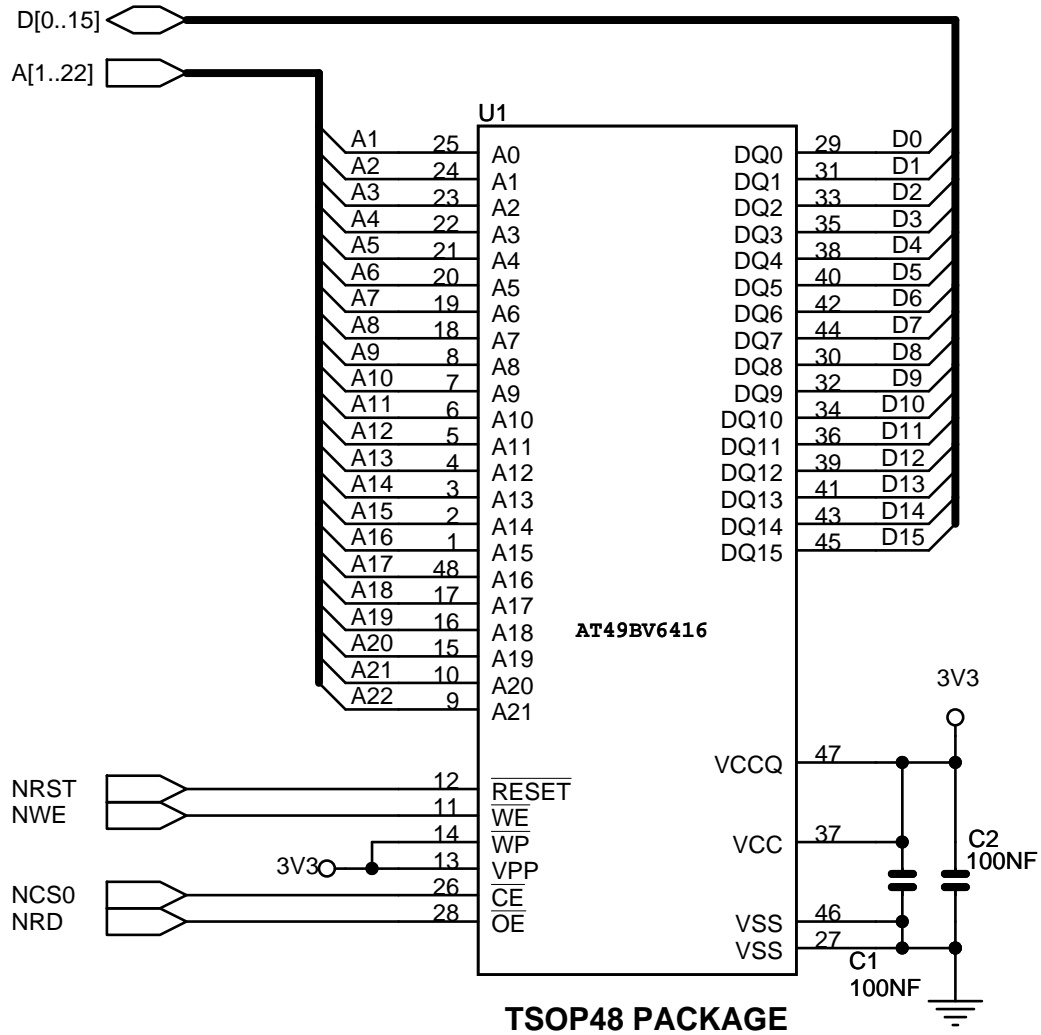 D[0..15]
A[1..22]
U1
A1 25 A0 DQ0 29 D0
A2 24 A1 DQ1 31 D1
A3 23 A2 DQ2 33 D2
A4 22 A3 DQ3 35 D3
A5 21 A4 DQ4 38 D4
A6 20 A5 DQ5 40 D5
A7 19 A6 DQ6 42 D6
A8 18 A7 DQ7 44 D7
A9 8 A8 DQ8 30 D8
A10 7 A9 DQ9 32 D9
A11 6 A10 DQ10 34 D10
A12 5 A11 DQ11 36 D11
A13 4 A12 DQ12 39 D12
A14 3 A13 DQ13 41 D13
A15 2 A14 DQ14 43 D14
A16 1 A15 DQ15 45 D15
A17 48 A16
A18 17 A17
A19 16 A18 AT49BV6416
A20 15 A19
A21 10 A20
A22 9 A21
3V3
VCCQ 47
NRST 12 RESET
NWE 11 WE
14 WP VCC 37 C2
3V3 13 VPP 100NF
NCS0 26 CE
NRD 28 OE VSS 46
VSS 27
C1
100NF
TSOP48 PACKAGE